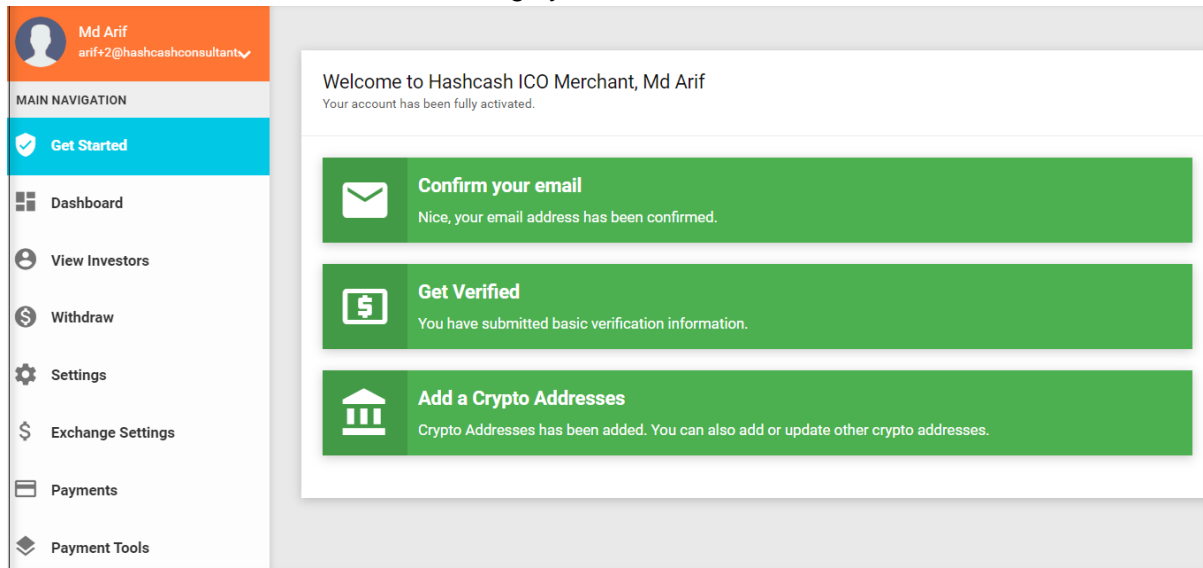 Md Arif
arif+2@hashcashconsultant
MAIN NAVIGATION
Get Started
Dashboard
View Investors
Withdraw
Settings
Exchange Settings
Payments
Payment Tools
Welcome to Hashcash ICO Merchant, Md Arif
Your account has been fully activated.
Confirm your email
Nice, your email address has been confirmed.
Get Verified
You have submitted basic verification information.
Add a Crypto Addresses
Crypto Addresses has been added. You can also add or update other crypto addresses.